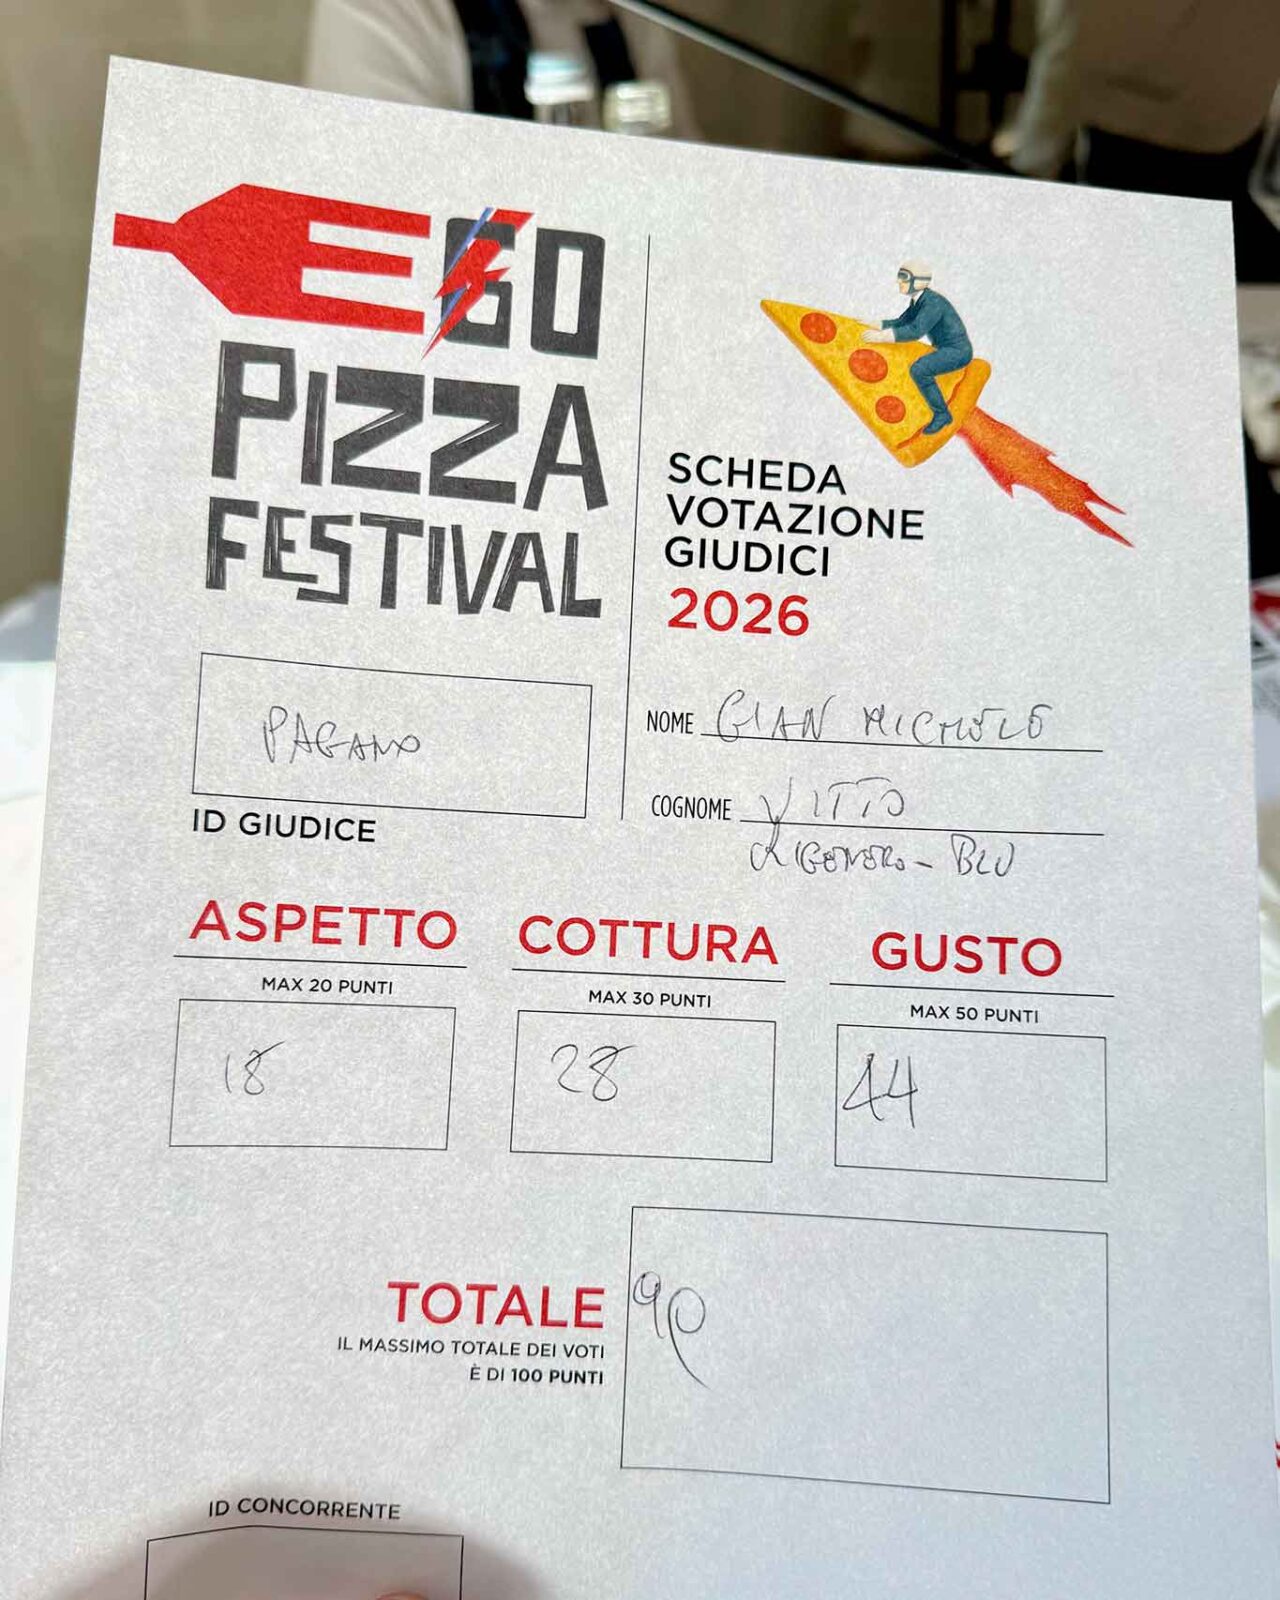 EGO
PIZZA
FESTIVAL
SCHEDA
VOTAZIONE
GIUDICI
2026
PAGANO
ID GIUDICE
NOME GIAN MICHELE
COGNOME VITTO
BLU
ASPETTO
MAX 20 PUNTI
18
COTTURA
MAX 30 PUNTI
28
GUSTO
MAX 50 PUNTI
44
TOTALE
IL MASSIMO TOTALE DEI VOTI
È DI 100 PUNTI
90
ID CONCORRENTE